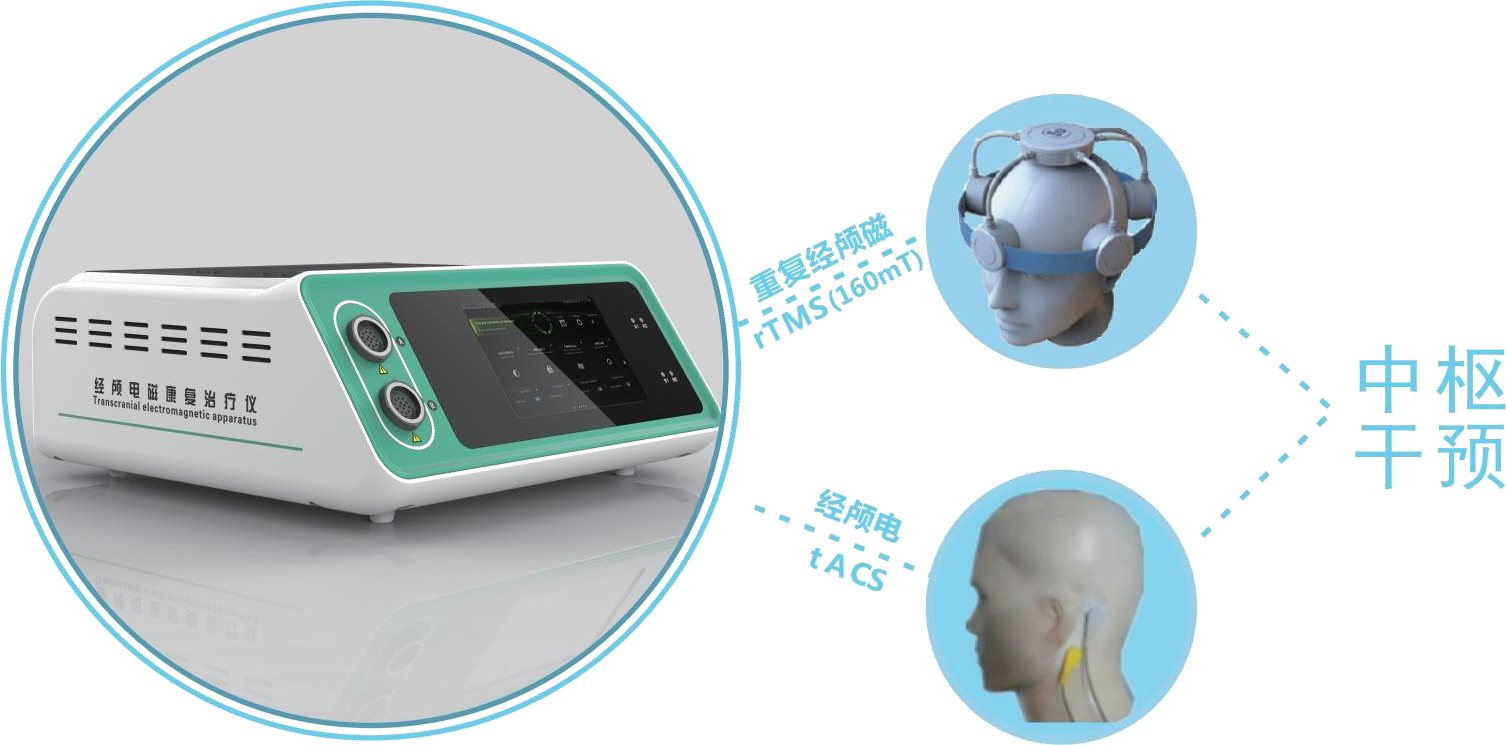 经颅电磁康复治疗仪
Transcranial electromagnetic apparatus
A
B
重复经颅磁
rTMS(160mT)
经颅电
tACS
中枢
干预